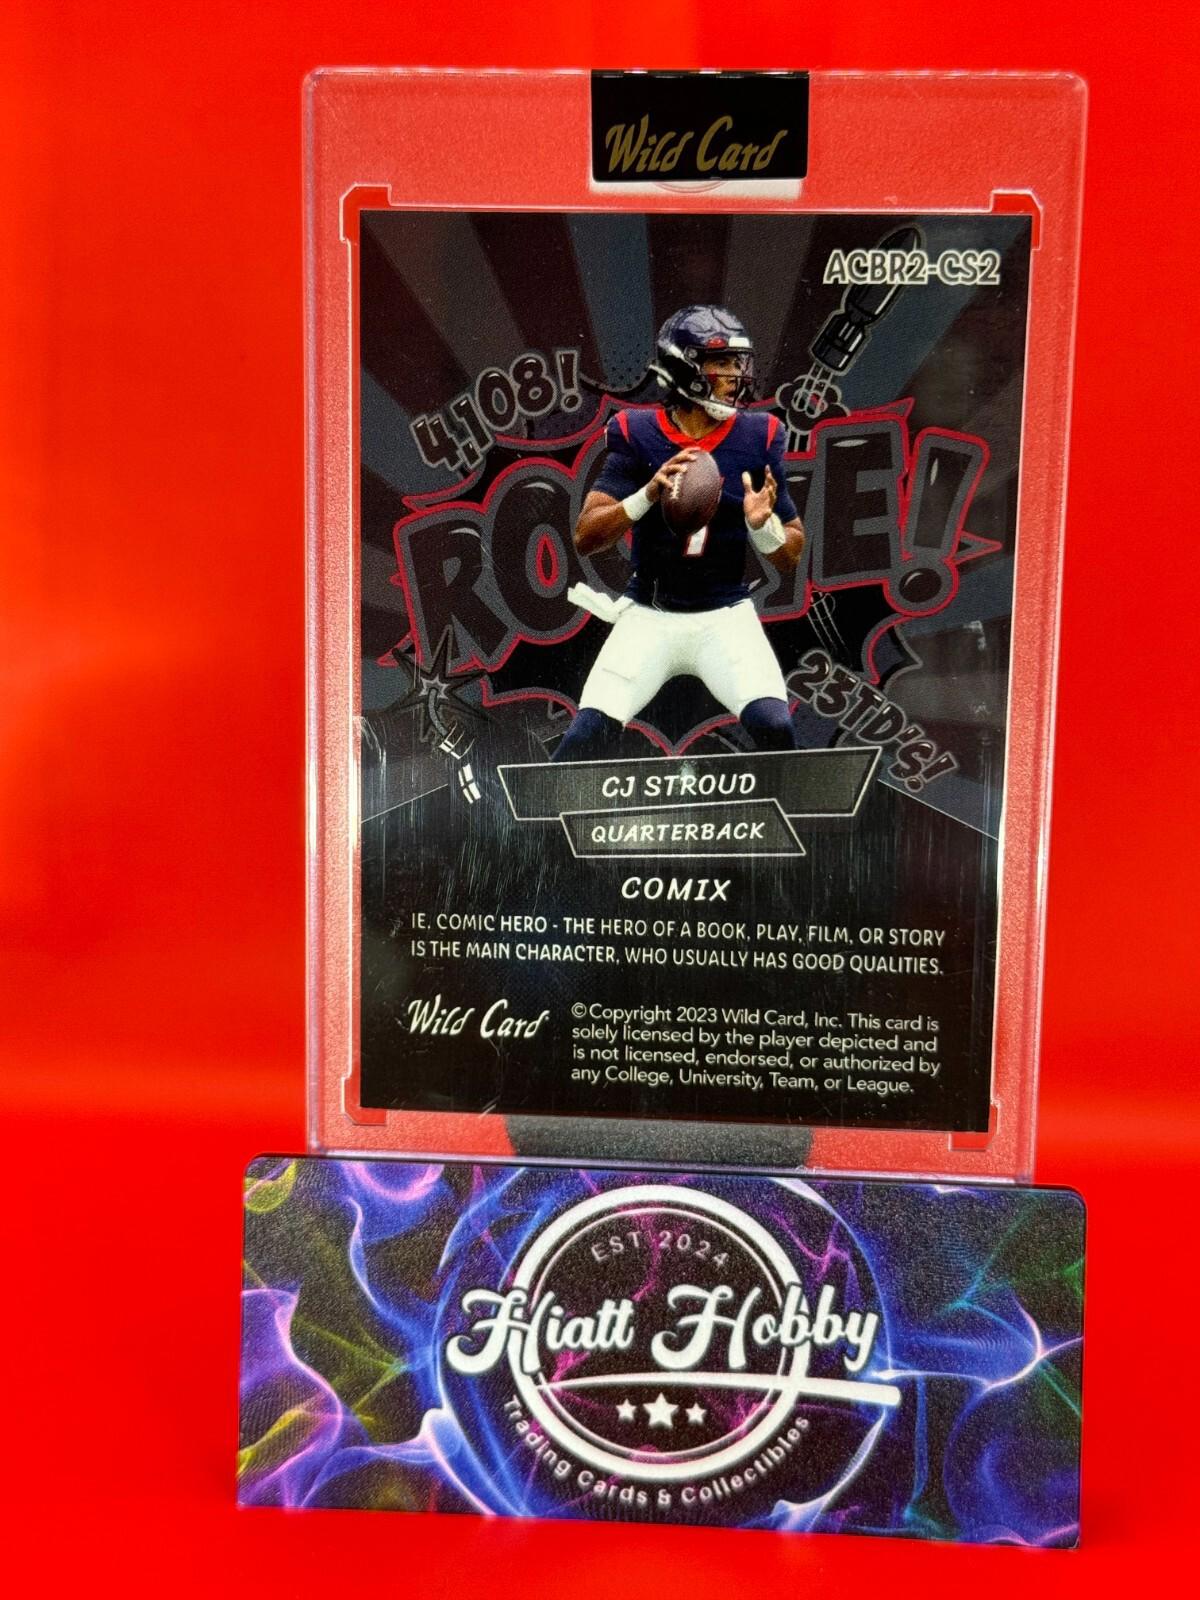 Wild Card
ACBR2-CS2
4,108!
ROOKIE!
23TD'S!
CJ STROUD
QUARTERBACK
COMIX
IE. COMIC HERO - THE HERO OF A BOOK, PLAY, FILM, OR STORY
IS THE MAIN CHARACTER, WHO USUALLY HAS GOOD QUALITIES.
Wild Card
©Copyright 2023 Wild Card, Inc. This card is
solely licensed by the player depicted and
is not licensed, endorsed, or authorized by
any College, University, Team, or League.
EST 2024
Hiatt Hobby
Trading Cards & Collectibles